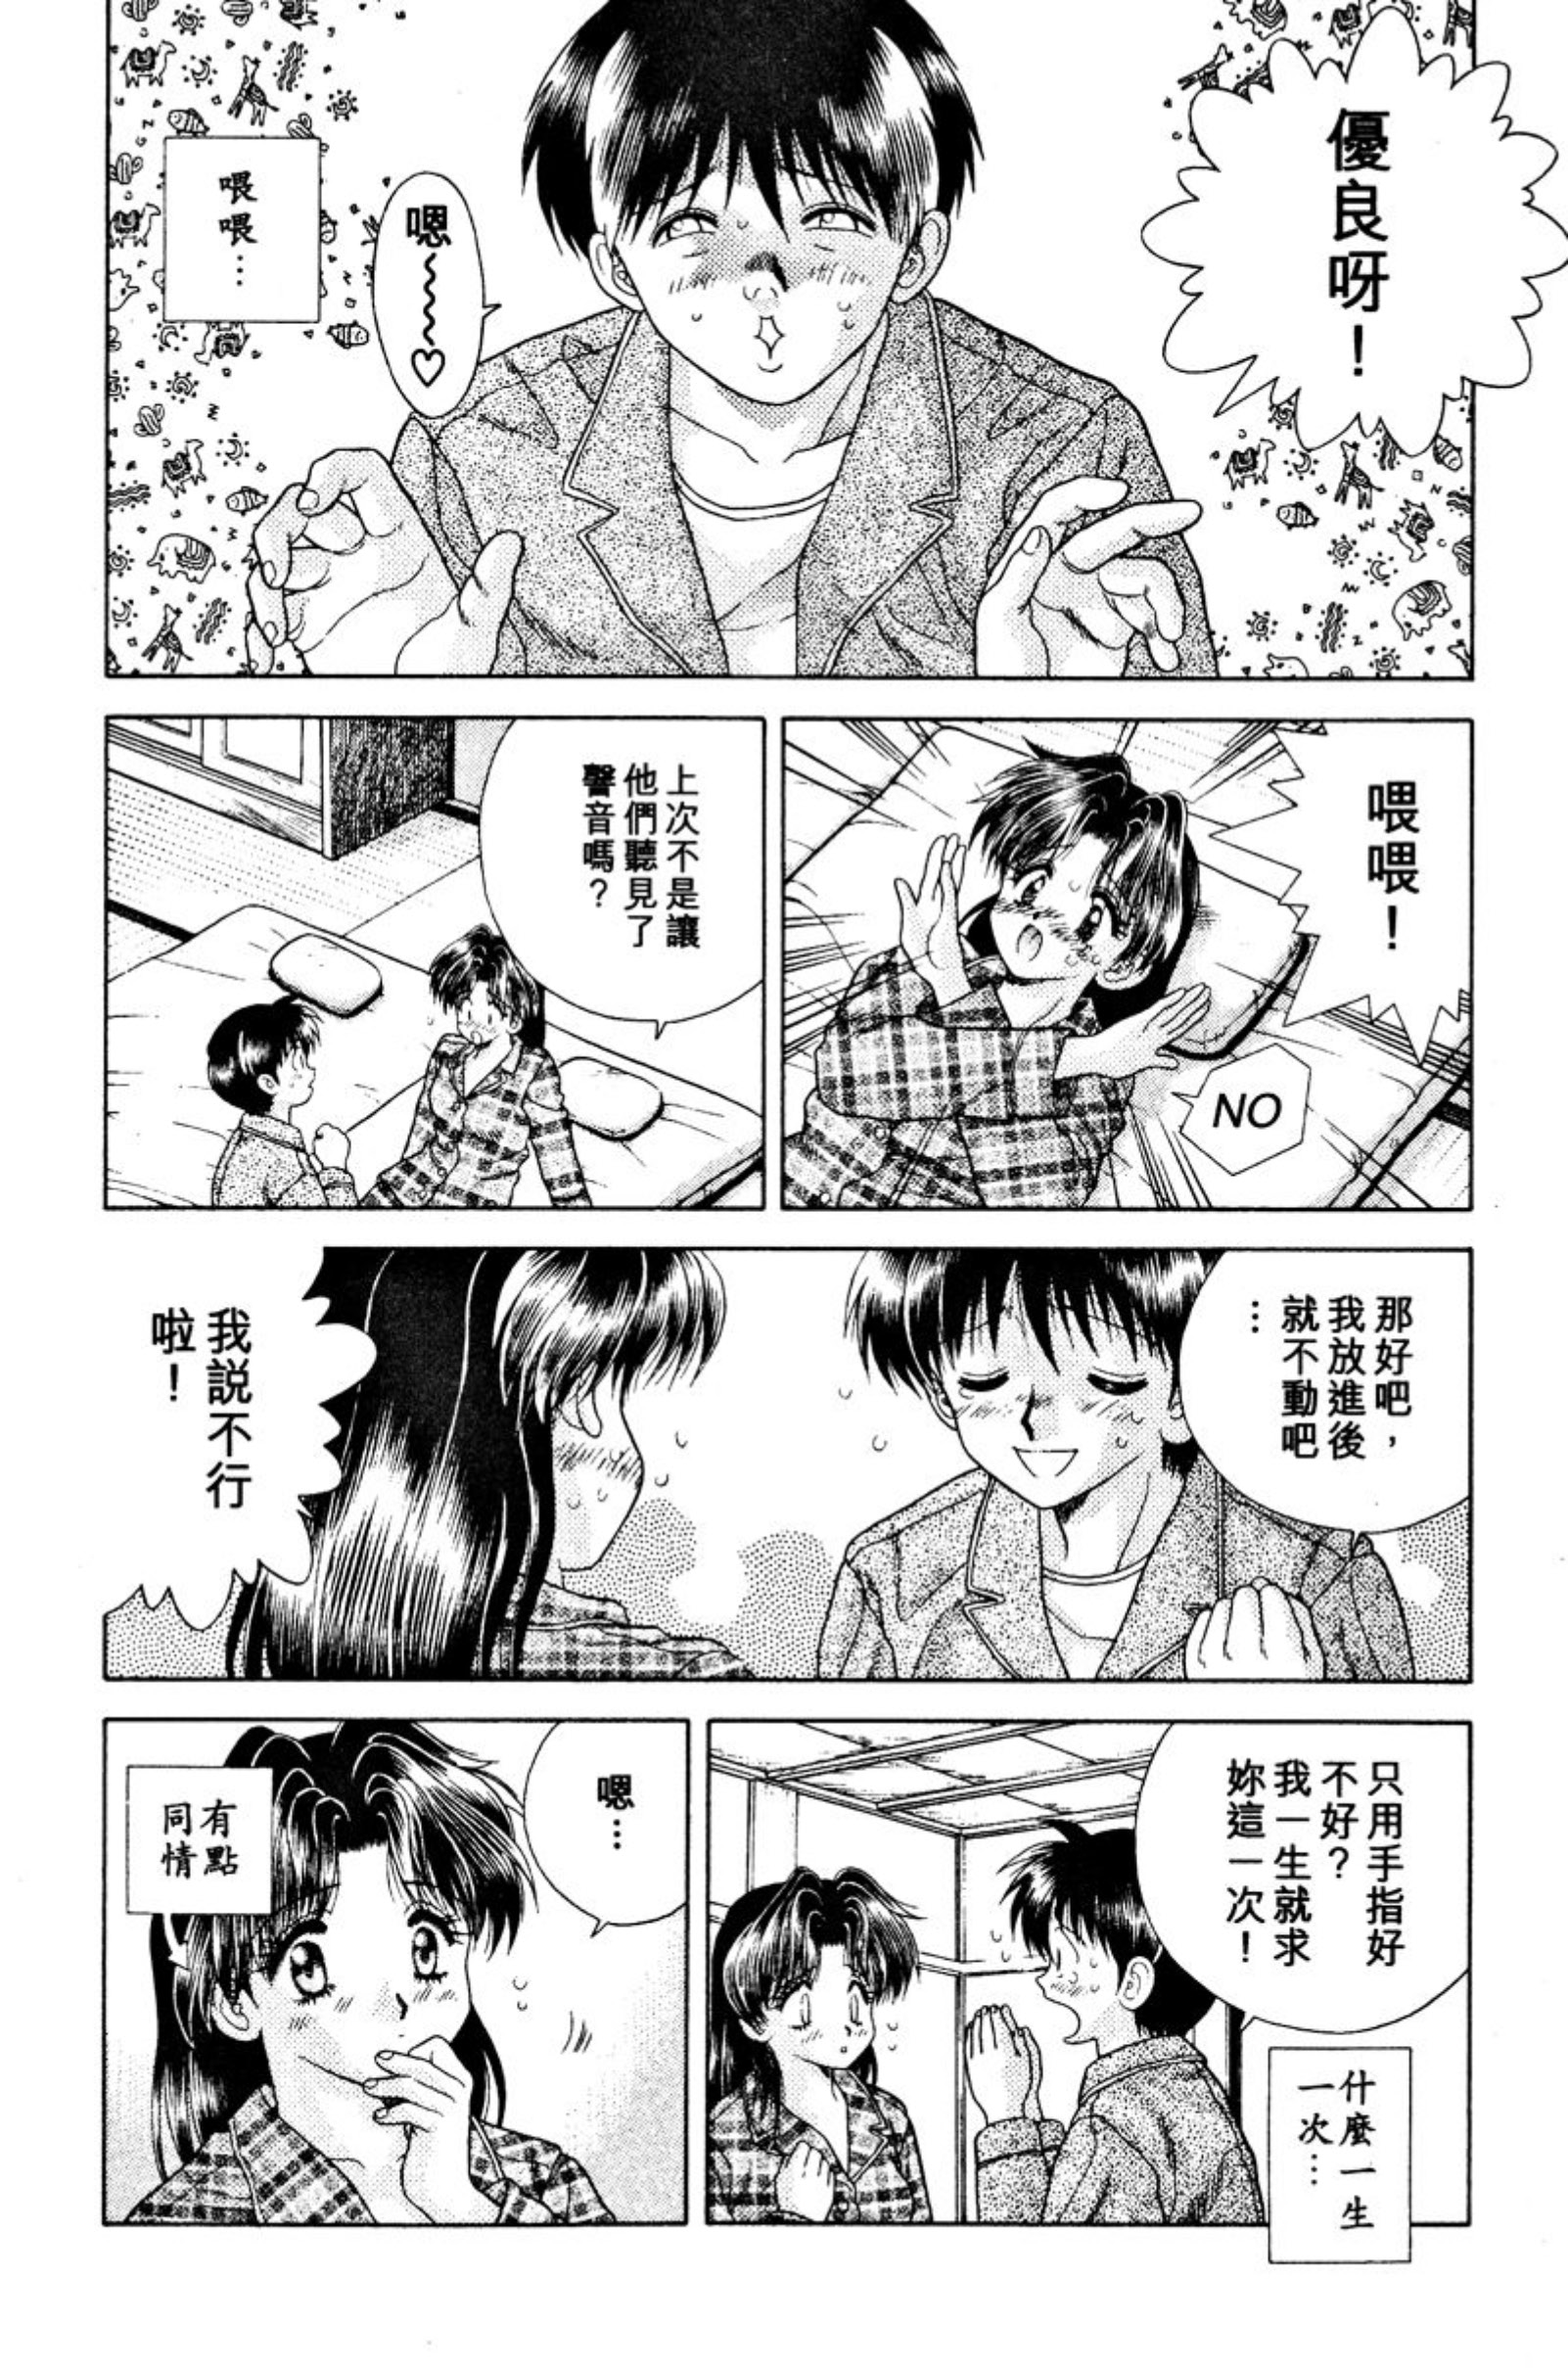 優良呀！
嗯～～♡
喂喂…
喂喂！
NO
上次不是讓
他們聽見了
聲音嗎？
那好吧，
我放進後
就不動吧
…
我說不行
啦！
只用手指好
不好？
我一生就求
妳這一次！
什麼一生
一次…
嗯…
有點
同情